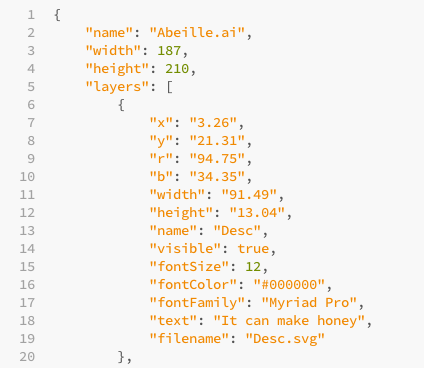 1 {
2 "name": "Abeille.ai",
3 "width": 187,
4 "height": 210,
5 "layers": [
6 {
7 "x": "3.26",
8 "y": "21.31",
9 "r": "94.75",
10 "b": "34.35",
11 "width": "91.49",
12 "height": "13.04",
13 "name": "Desc",
14 "visible": true,
15 "fontSize": 12,
16 "fontColor": "#000000",
17 "fontFamily": "Myriad Pro",
18 "text": "It can make honey",
19 "filename": "Desc.svg"
20 },